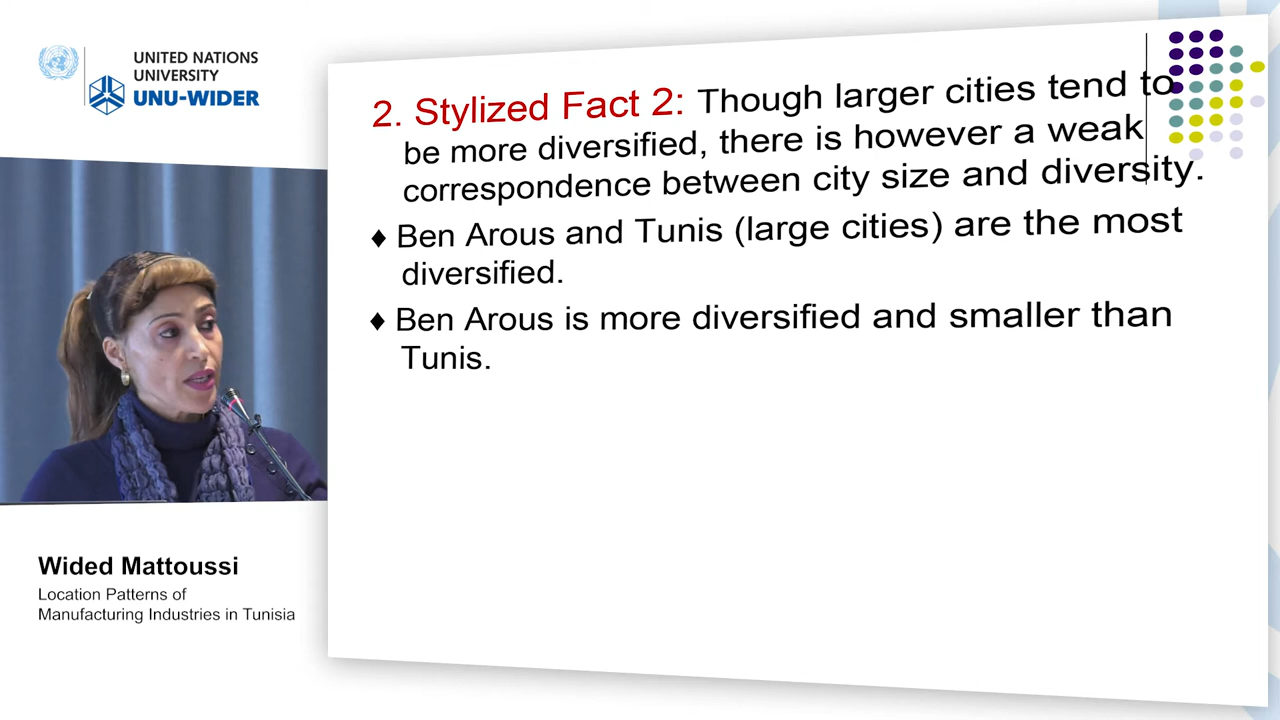 UNITED NATIONS
UNIVERSITY
UNU-WIDER
2. Stylized Fact 2: Though larger cities tend to
be more diversified, there is however a weak
correspondence between city size and diversity.
♦ Ben Arous and Tunis (large cities) are the most
diversified.
♦ Ben Arous is more diversified and smaller than
Tunis.
Wided Mattoussi
Location Patterns of
Manufacturing Industries in Tunisia